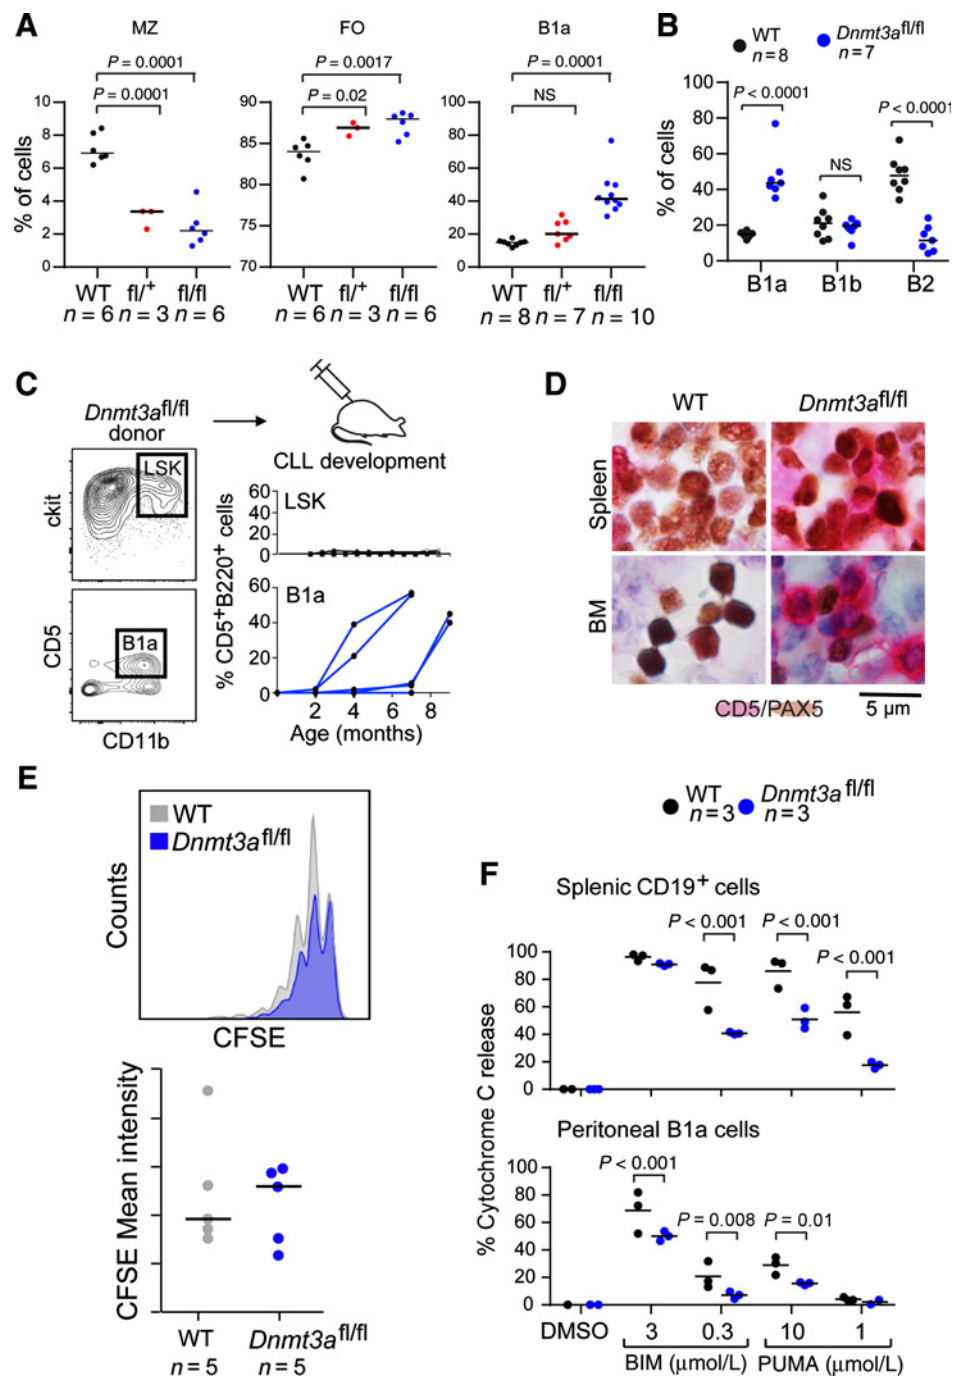 A
MZ
P = 0.0001
P = 0.0001
% of cells
10
8
6
4
2
0
WT fl/+ fl/fl
n = 6 n = 3 n = 6
FO
P = 0.0017
P = 0.02
90
85
80
75
70
WT fl/+ fl/fl
n = 6 n = 3 n = 6
B1a
P = 0.0001
NS
100
80
60
40
20
0
WT fl/+ fl/fl
n = 8 n = 7 n = 10
B
WT
n = 8
Dnmt3afl/fl
n = 7
P < 0.0001
NS
P < 0.0001
% of cells
100
80
60
40
20
0
B1a B1b B2
C
Dnmt3afl/fl
donor
CLL development
LSK
ckit
B1a
CD5
CD11b
% CD5+B220+ cells
LSK
60
40
20
0
B1a
60
40
20
0
2 4 6 8
Age (months)
D
WT Dnmt3afl/fl
Spleen
BM
CD5/PAX5
5 µm
E
WT
Dnmt3afl/fl
Counts
CFSE
CFSE Mean intensity
WT
n = 5
Dnmt3afl/fl
n = 5
WT
n = 3
Dnmt3a fl/fl
n = 3
F
Splenic CD19+ cells
P < 0.001
P < 0.001
P < 0.001
100
80
60
40
20
0
% Cytochrome C release
Peritoneal B1a cells
P < 0.001
P = 0.008
P = 0.01
100
80
60
40
20
0
DMSO 3 0.3 10 1
BIM (µmol/L) PUMA (µmol/L)